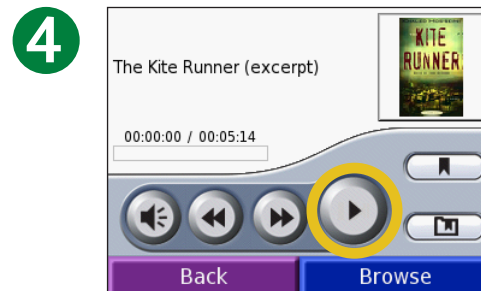 4
The Kite Runner (excerpt)
KITE
RUNNER
00:00:00 / 00:05:14
Back
Browse